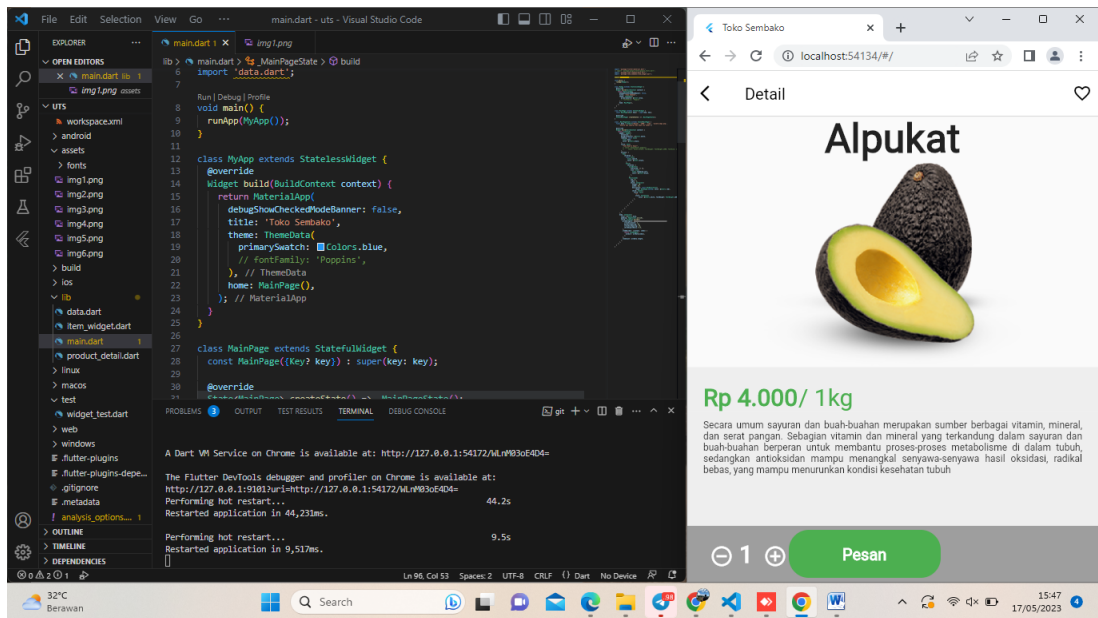 File Edit Selection View Go ··· main.dart - uts - Visual Studio Code
EXPLORER ···
OPEN EDITORS
main.dart lib 1
img1.png assets
UTS
workspace.xml
android
assets
fonts
img1.png
img2.png
img3.png
img4.png
img5.png
img6.png
build
ios
lib
data.dart
item_widget.dart
main.dart 1
product_detail.dart
linux
macos
test
widget_test.dart
web
windows
.flutter-plugins
.flutter-plugins-depe...
.gitignore
.metadata
analysis_options.... 1
OUTLINE
TIMELINE
DEPENDENCIES
main.dart 1 img1.png
lib > main.dart > _MainPageState > build
6 import 'data.dart';
7
Run | Debug | Profile
8 void main() {
9 runApp(MyApp());
10 }
11
12 class MyApp extends StatelessWidget {
13 @override
14 Widget build(BuildContext context) {
15 return MaterialApp(
16 debugShowCheckedModeBanner: false,
17 title: 'Toko Sembako',
18 theme: ThemeData(
19 primarySwatch: Colors.blue,
20 // fontFamily: 'Poppins',
21 ), // ThemeData
22 home: MainPage(),
23 ); // MaterialApp
24 }
25 }
26
27 class MainPage extends StatefulWidget {
28 const MainPage({Key? key}) : super(key: key);
29
30 @override
31 State<MainPage> createState() => _MainPageState();
PROBLEMS 3 OUTPUT TEST RESULTS TERMINAL DEBUG CONSOLE git
A Dart VM Service on Chrome is available at: http://127.0.0.1:54172/WLnM03oE4D4=
The Flutter DevTools debugger and profiler on Chrome is available at:
http://127.0.0.1:9101?uri=http://127.0.0.1:54172/WLnM03oE4D4=
Performing hot restart... 44.2s
Restarted application in 44,231ms.
Performing hot restart... 9.5s
Restarted application in 9,517ms.
0 2 1 Ln 96, Col 53 Spaces: 2 UTF-8 CRLF {} Dart No Device
Toko Sembako
localhost:54134/#/
Detail
Alpukat
Rp 4.000/ 1kg
Secara umum sayuran dan buah-buahan merupakan sumber berbagai vitamin, mineral,
dan serat pangan. Sebagian vitamin dan mineral yang terkandung dalam sayuran dan
buah-buahan berperan untuk membantu proses-proses metabolisme di dalam tubuh,
sedangkan antioksidan mampu menangkal senyawa-senyawa hasil oksidasi, radikal
bebas, yang mampu menurunkan kondisi kesehatan tubuh
1
Pesan
32°C
Berawan
Search
98
15:47
17/05/2023
4